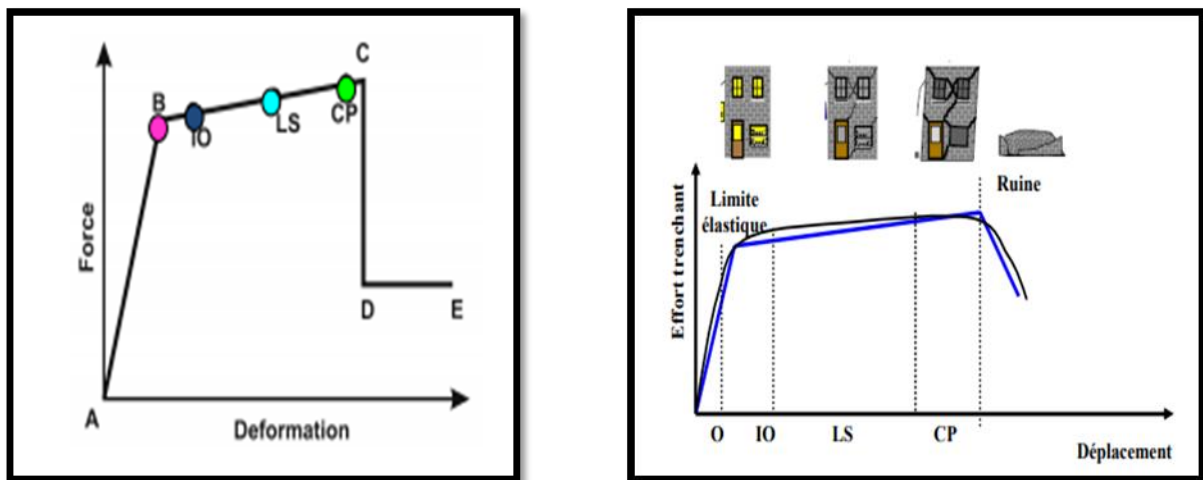 C
B
IO
LS
CP
Force
D
E
A
Deformation
Ruine
Limite
élastique
Effort trenchant
O
IO
LS
CP
Déplacement